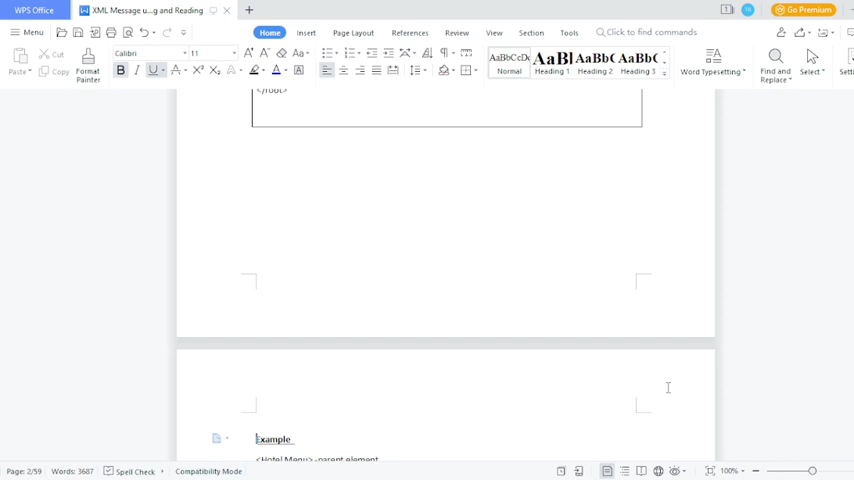 WPS Office
XML Message u...g and Reading
Go Premium
Menu
Home
Insert
Page Layout
References
Review
View
Section
Tools
Click to find commands
Paste
Cut
Copy
Format
Painter
Calibri
11
AaBbCcDd
Normal
AaBl
Heading 1
AaBb(
Heading 2
AaBbC
Heading 3
Word Typesetting
Find and
Replace
Select
Setti
</root>
Example
<Hotel Menu> -parent element
Page: 2/59
Words: 3687
Spell Check
Compatibility Mode
100%